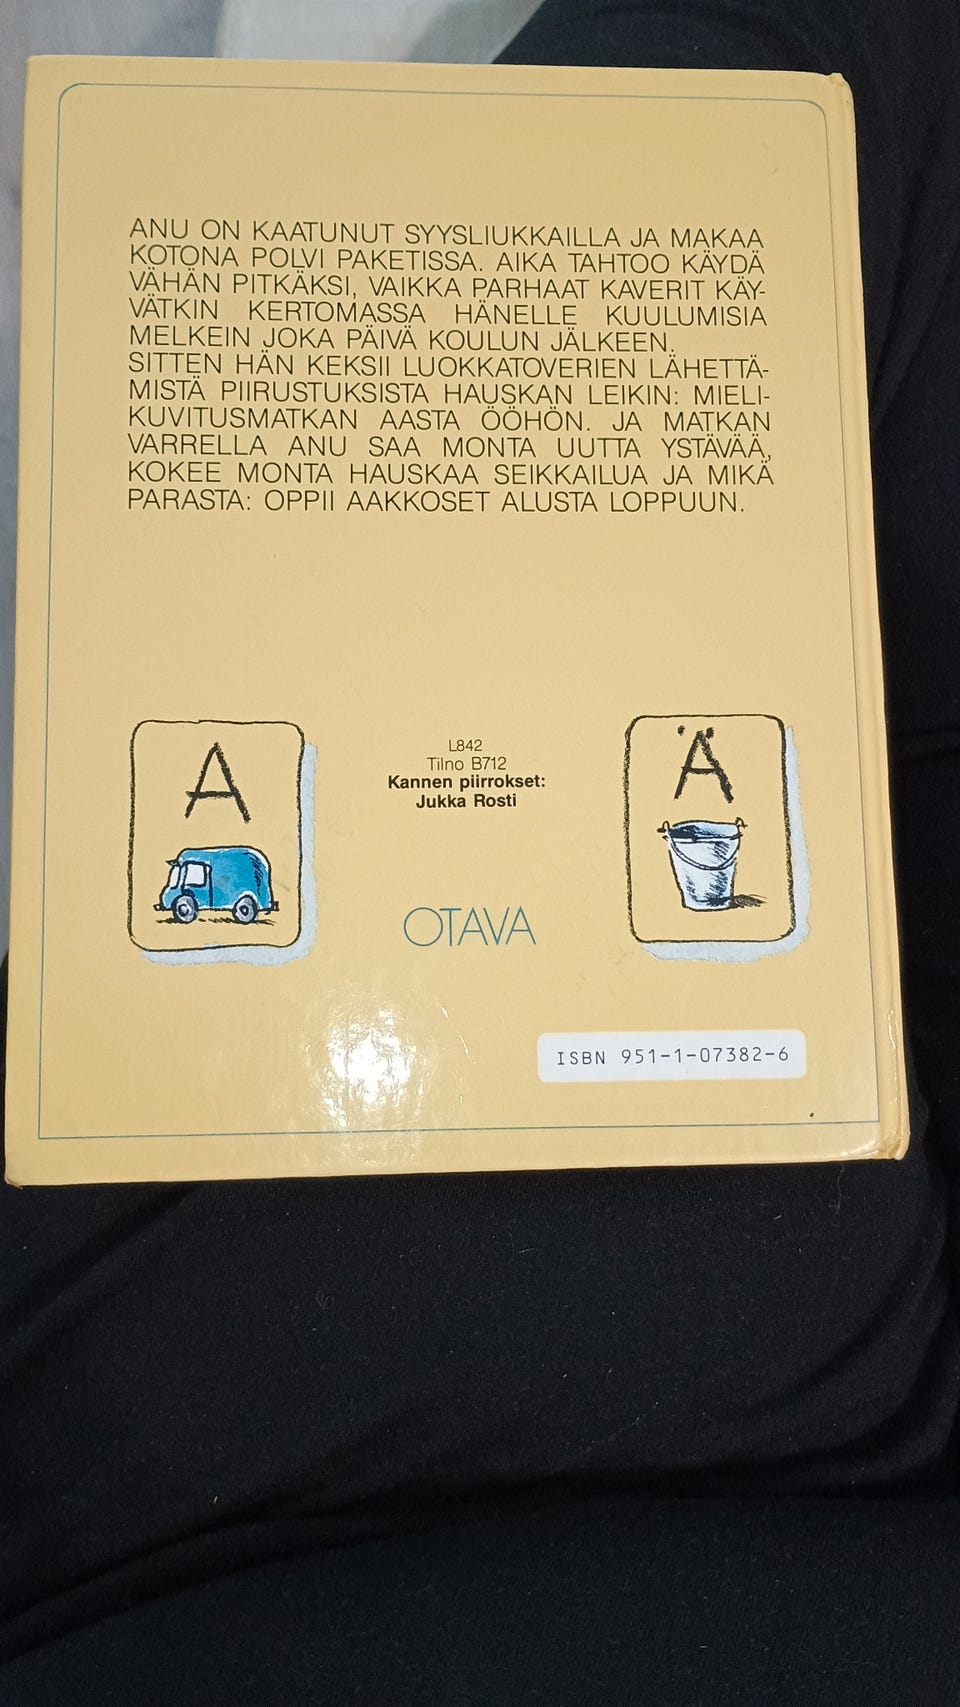 ANU ON KAATUNUT SYYSLIUKKAILLA JA MAKAA
KOTONA POLVI PAKETISSA. AIKA TAHTOO KÄYDÄ
VÄHÄN PITKÄKSI, VAIKKA PARHAAT KAVERIT KÄY-
VÄTKIN KERTOMASSA HÄNELLE KUULUMISIA
MELKEIN JOKA PÄIVÄ KOULUN JÄLKEEN.
SITTEN HÄN KEKSII LUOKKATOVERIEN LÄHETTÄ-
MISTÄ PIIRUSTUKSISTA HAUSKAN LEIKIN: MIELI-
KUVITUSMATKAN AASTA ÖÖHÖN. JA MATKAN
VARRELLA ANU SAA MONTA UUTTA YSTÄVÄÄ,
KOKEE MONTA HAUSKAA SEIKKAILUA JA MIKÄ
PARASTA: OPPII AAKKOSET ALUSTA LOPPUUN.
A
L842
Tilno B712
Kannen piirrokset:
Jukka Rosti
Ä
OTAVA
ISBN 951-1-07382-6